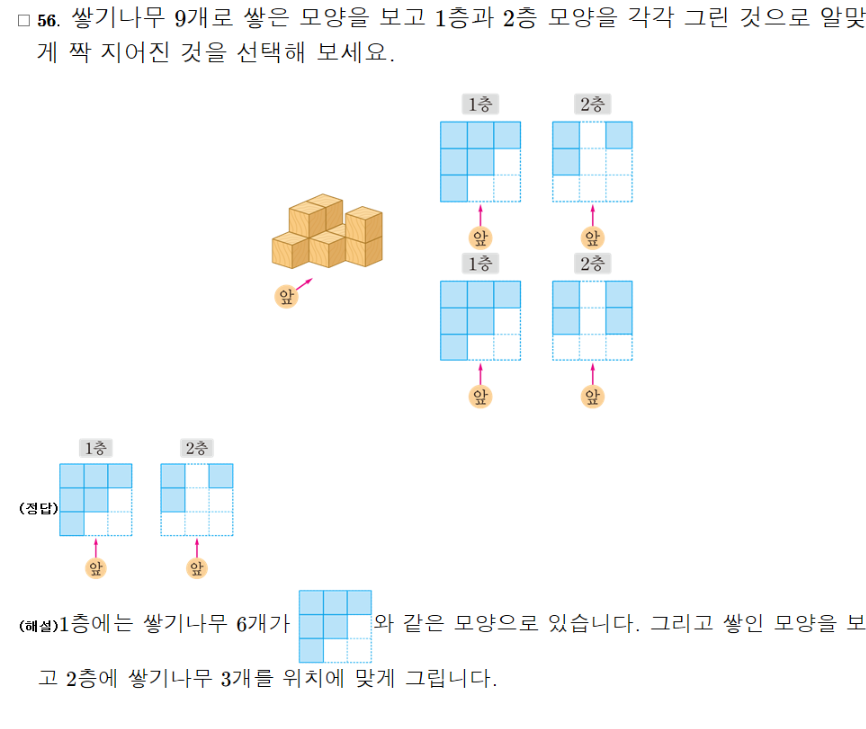 □ 56. 쌓기나무 9개로 쌓은 모양을 보고 1층과 2층 모양을 각각 그린 것으로 알맞
게 짝 지어진 것을 선택해 보세요.
1층 2층
앞 앞
1층 2층
앞
앞 앞
1층 2층
(정답)
앞 앞
(해설)1층에는 쌓기나무 6개가 와 같은 모양으로 있습니다. 그리고 쌓인 모양을 보
고 2층에 쌓기나무 3개를 위치에 맞게 그립니다.